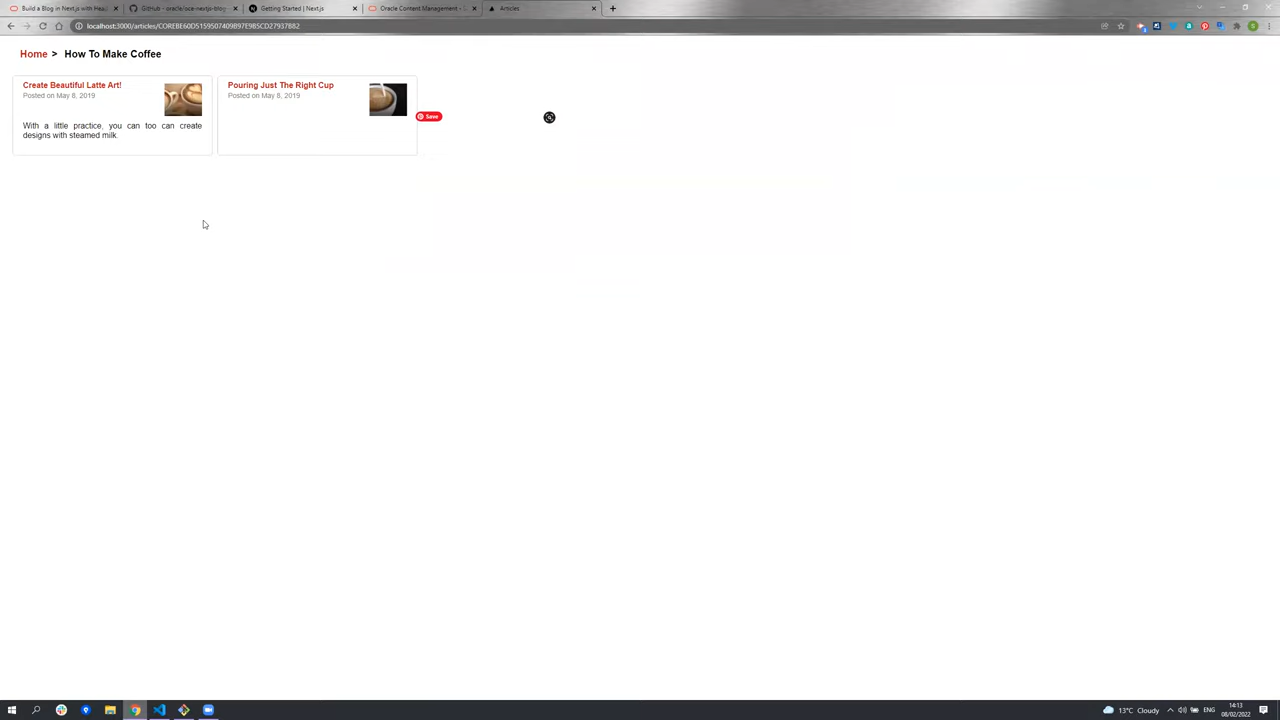 Build a Blog in Next.js with Hea
GitHub - oracle/oce-nextjs-blog
Getting Started | Next.js
Oracle Content Management - 
Articles
localhost:3000/articles/COREBE60D5159507409B97E9B5CD27937882
Home > How To Make Coffee
Create Beautiful Latte Art!
Posted on May 8, 2019
With a little practice, you can too can create
designs with steamed milk.
Pouring Just The Right Cup
Posted on May 8, 2019
Save
13°C Cloudy
ENG
14:13
08/02/2022